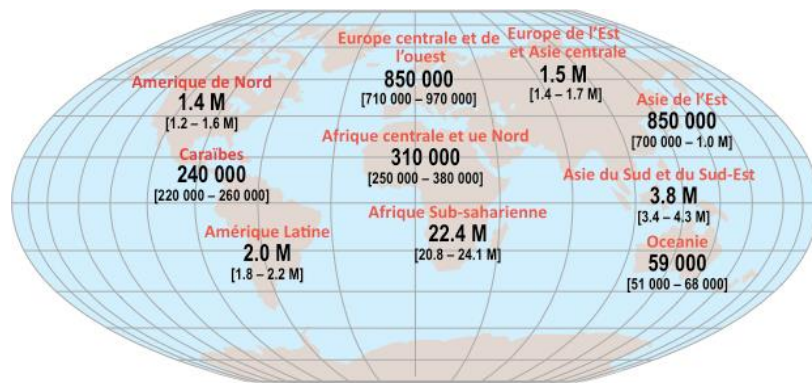 Europe centrale et de
l'ouest
850 000
[710 000 – 970 000]
Europe de l'Est
et Asie centrale
1.5 M
[1.4 – 1.7 M]
Amerique de Nord
1.4 M
[1.2 – 1.6 M]
Asie de l'Est
850 000
[700 000 – 1.0 M]
Afrique centrale et ue Nord
310 000
[250 000 – 380 000]
Caraïbes
240 000
[220 000 – 260 000]
Asie du Sud et du Sud-Est
3.8 M
[3.4 – 4.3 M]
Afrique Sub-saharienne
22.4 M
[20.8 – 24.1 M]
Amérique Latine
2.0 M
[1.8 – 2.2 M]
Oceanie
59 000
[51 000 – 68 000]